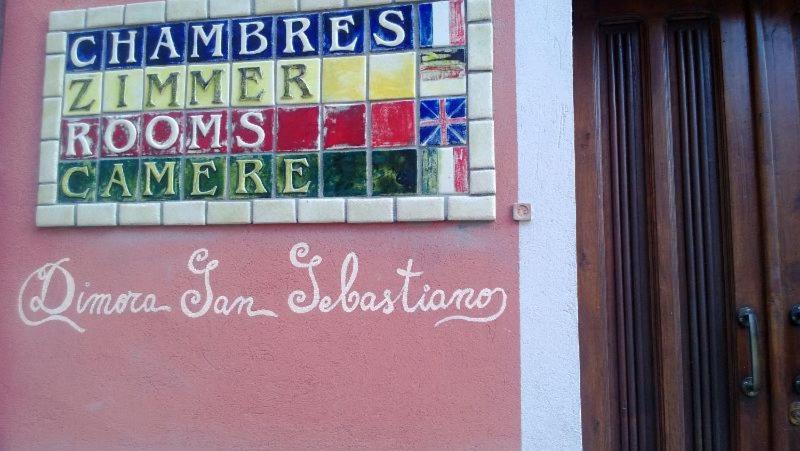 CHAMBRES
ZIMMER
ROOMS
CAMERE
Dimora San Sebastiano